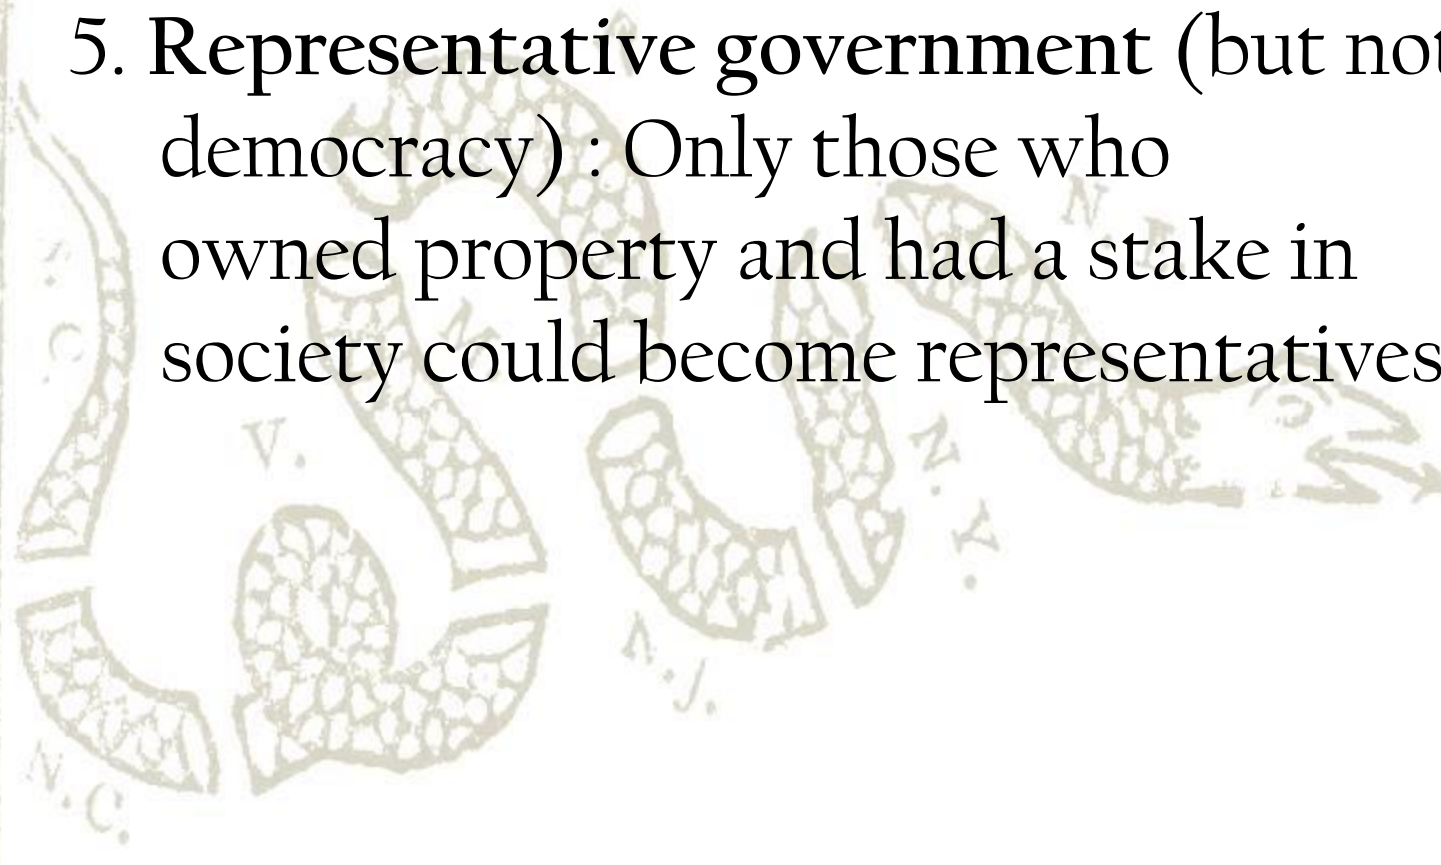 5. Representative government (but not
democracy) : Only those who
owned property and had a stake in
society could become representatives
V.
N.
Y.
N.J.
N.C.